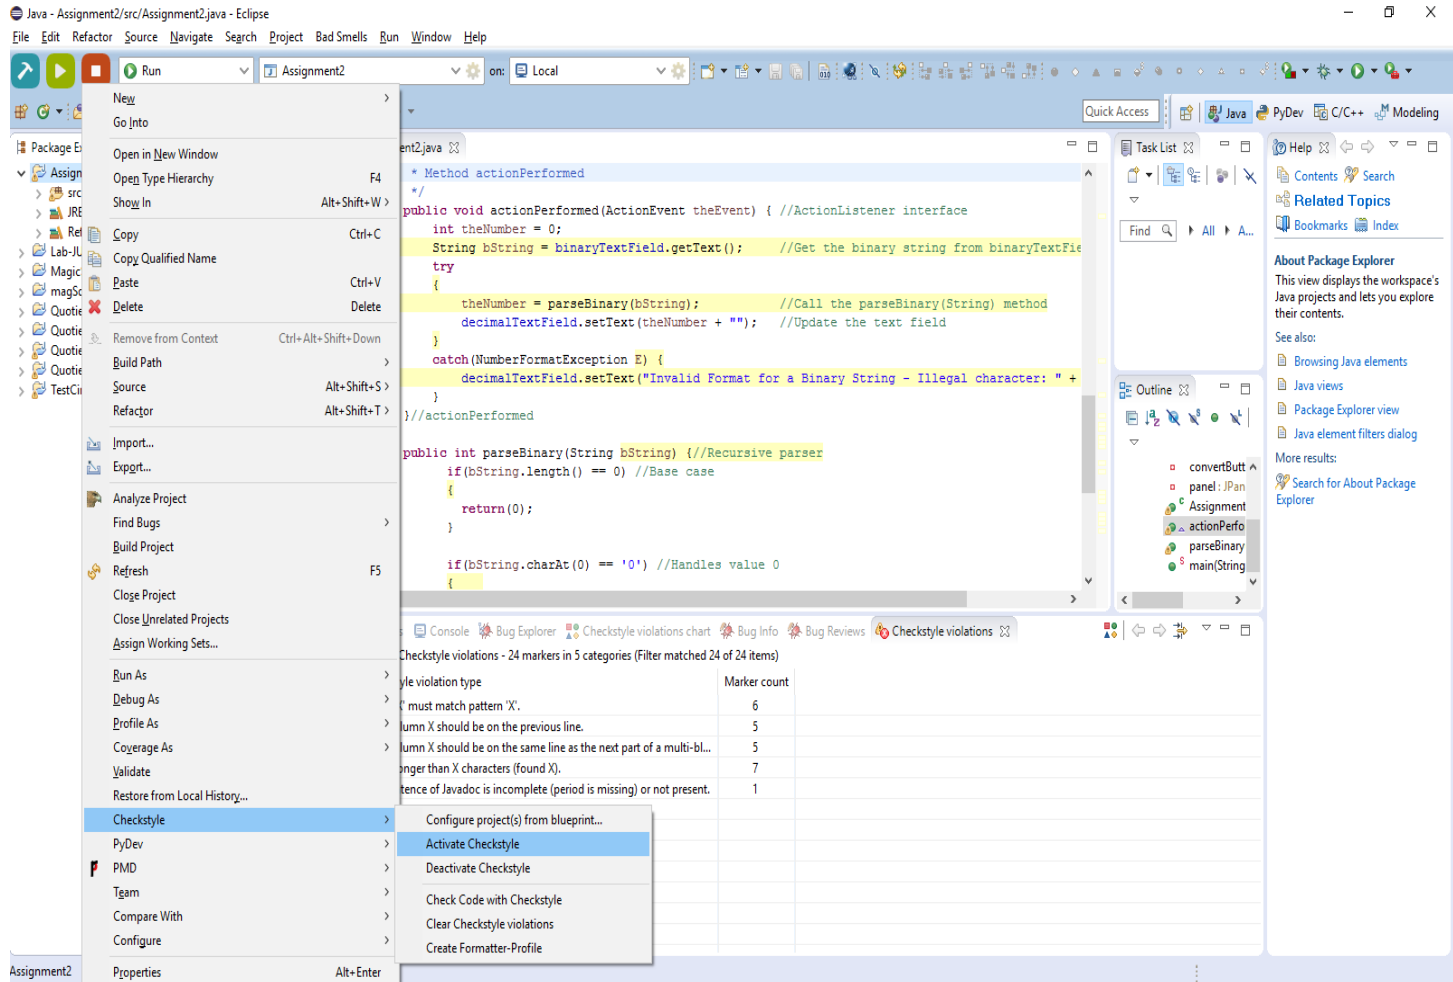 Java - Assignment2/src/Assignment2.java - Eclipse
File Edit Refactor Source Navigate Search Project Bad Smells Run Window Help
Run Assignment2 on: Local
Quick Access Java PyDev C/C++ Modeling
Package Ex
Assign
src
JRE
Ref
Lab-JU
Magic
magSq
Quotie
Quotie
Quotie
Quotie
TestCir
New
Go Into
Open in New Window
Open Type Hierarchy F4
Show In Alt+Shift+W >
Copy Ctrl+C
Copy Qualified Name
Paste Ctrl+V
Delete Delete
Remove from Context Ctrl+Alt+Shift+Down
Build Path
Source Alt+Shift+S >
Refactor Alt+Shift+T >
Import...
Export...
Analyze Project
Find Bugs
Build Project
Refresh F5
Close Project
Close Unrelated Projects
Assign Working Sets...
Run As
Debug As
Profile As
Coverage As
Validate
Restore from Local History...
Checkstyle
PyDev
PMD
Team
Compare With
Configure
Properties Alt+Enter
Configure project(s) from blueprint...
Activate Checkstyle
Deactivate Checkstyle
Check Code with Checkstyle
Clear Checkstyle violations
Create Formatter-Profile
ent2.java
* Method actionPerformed
*/
public void actionPerformed(ActionEvent theEvent) { //ActionListener interface
int theNumber = 0;
String bString = binaryTextField.getText(); //Get the binary string from binaryTextFie
try
{
theNumber = parseBinary(bString); //Call the parseBinary(String) method
decimalTextField.setText(theNumber + ""); //Update the text field
}
catch(NumberFormatException E) {
decimalTextField.setText("Invalid Format for a Binary String - Illegal character: " +
}
}//actionPerformed
public int parseBinary(String bString) {//Recursive parser
if(bString.length() == 0) //Base case
{
return(0);
}
if(bString.charAt(0) == '0') //Handles value 0
{
s Console Bug Explorer Checkstyle violations chart Bug Info Bug Reviews Checkstyle violations
Checkstyle violations - 24 markers in 5 categories (Filter matched 24 of 24 items)
yle violation type Marker count
' must match pattern 'X'. 6
lumn X should be on the previous line. 5
lumn X should be on the same line as the next part of a multi-bl... 5
onger than X characters (found X). 7
tence of Javadoc is incomplete (period is missing) or not present. 1
Task List
Find All A...
Outline
convertButt
panel : JPan
Assignment
actionPerfo
parseBinary
main(String
Help
Contents Search
Related Topics
Bookmarks Index
About Package Explorer
This view displays the workspace's
Java projects and lets you explore
their contents.
See also:
Browsing Java elements
Java views
Package Explorer view
Java element filters dialog
More results:
Search for About Package
Explorer
Assignment2